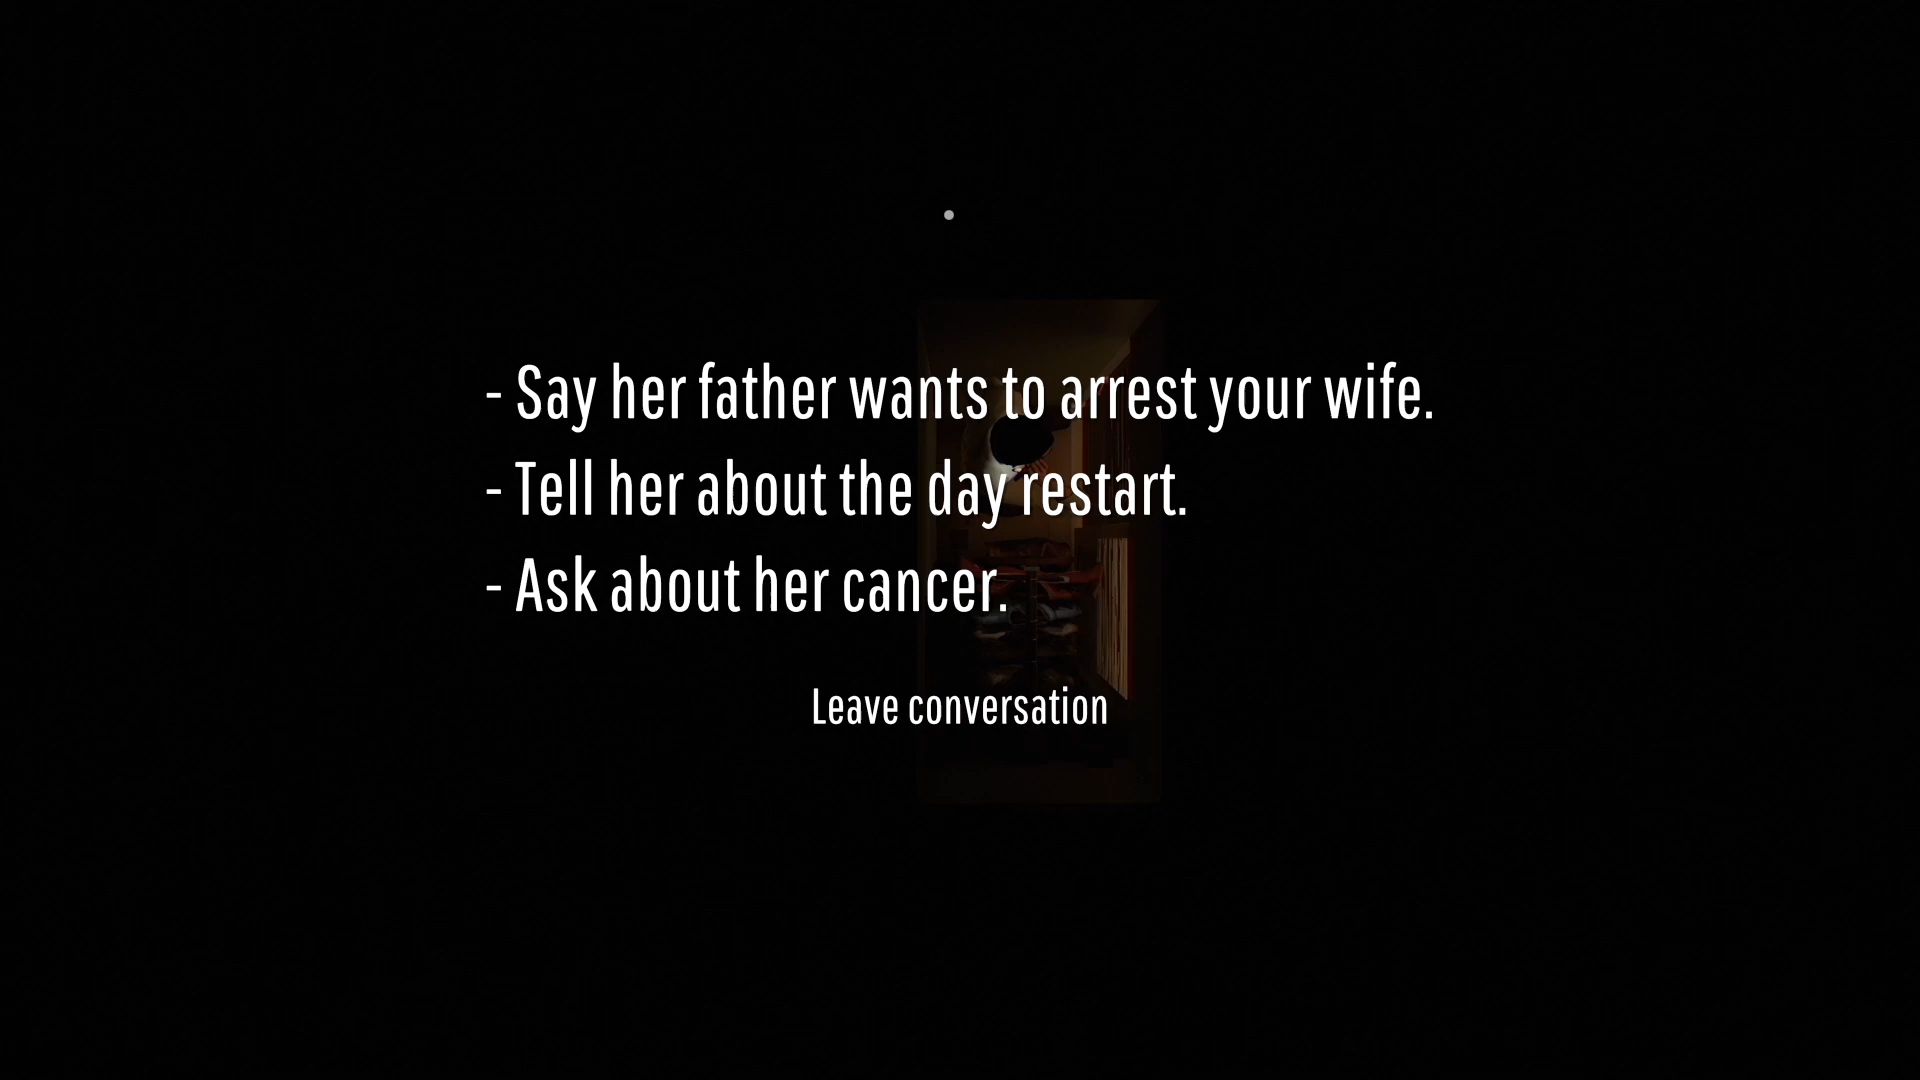 - Say her father wants to arrest your wife.
- Tell her about the day restart.
- Ask about her cancer.
Leave conversation